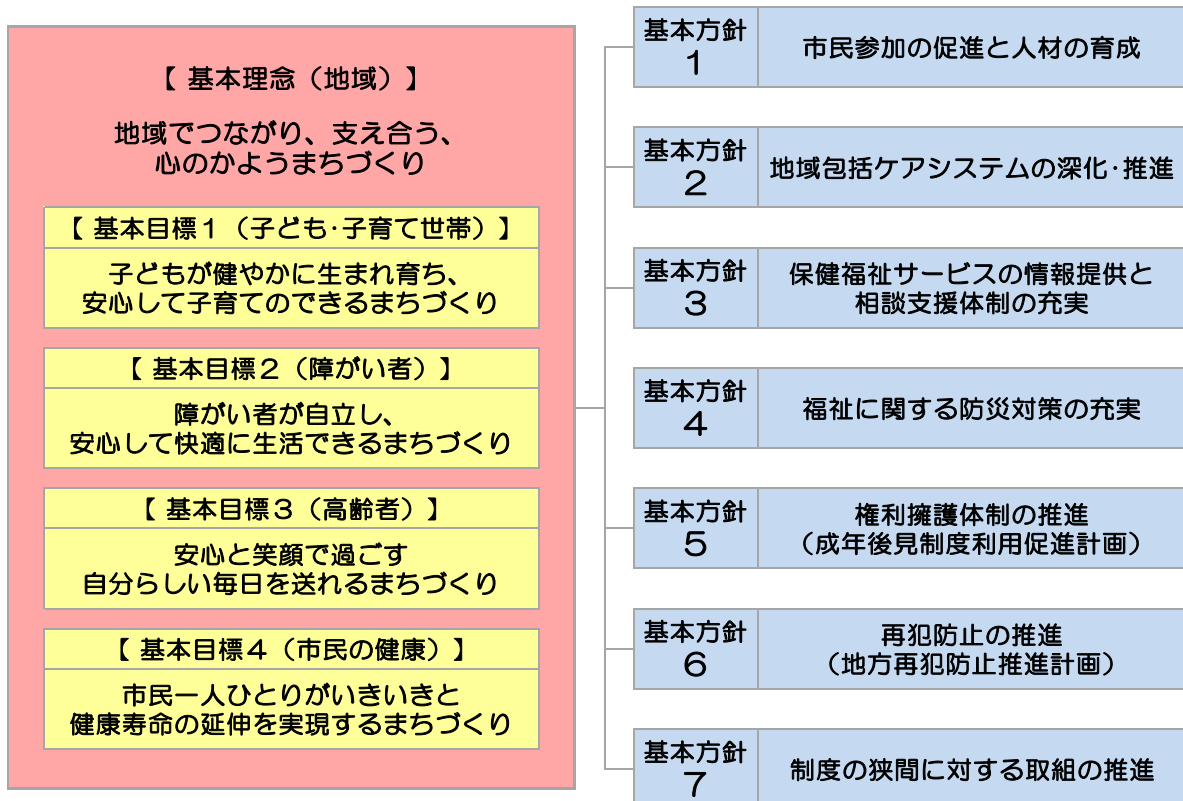 【 基本理念（地域）】
地域でつながり、支え合う、
心のかようまちづくり
【 基本目標１（子ども･子育て世帯）】
子どもが健やかに生まれ育ち、
安心して子育てのできるまちづくり
【 基本目標２（障がい者）】
障がい者が自立し、
安心して快適に生活できるまちづくり
【 基本目標３（高齢者）】
安心と笑顔で過ごす
自分らしい毎日を送れるまちづくり
【 基本目標４（市民の健康）】
市民一人ひとりがいきいきと
健康寿命の延伸を実現するまちづくり
基本方針
１
市民参加の促進と人材の育成
基本方針
２
地域包括ケアシステムの深化･推進
基本方針
３
保健福祉サービスの情報提供と
相談支援体制の充実
基本方針
４
福祉に関する防災対策の充実
基本方針
５
権利擁護体制の推進
（成年後見制度利用促進計画）
基本方針
６
再犯防止の推進
（地方再犯防止推進計画）
基本方針
７
制度の狭間に対する取組の推進